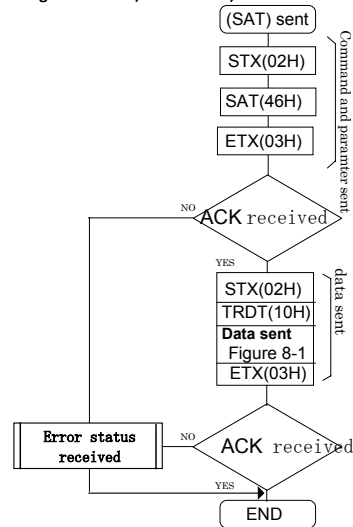 (SAT) sent
STX(02H)
SAT(46H)
ETX(03H)
Command and paramter sent
NO
ACK received
YES
STX(02H)
TRDT(10H)
Data sent
Figure 8-1
ETX(03H)
data sent
Error status
received
NO
ACK received
YES
END